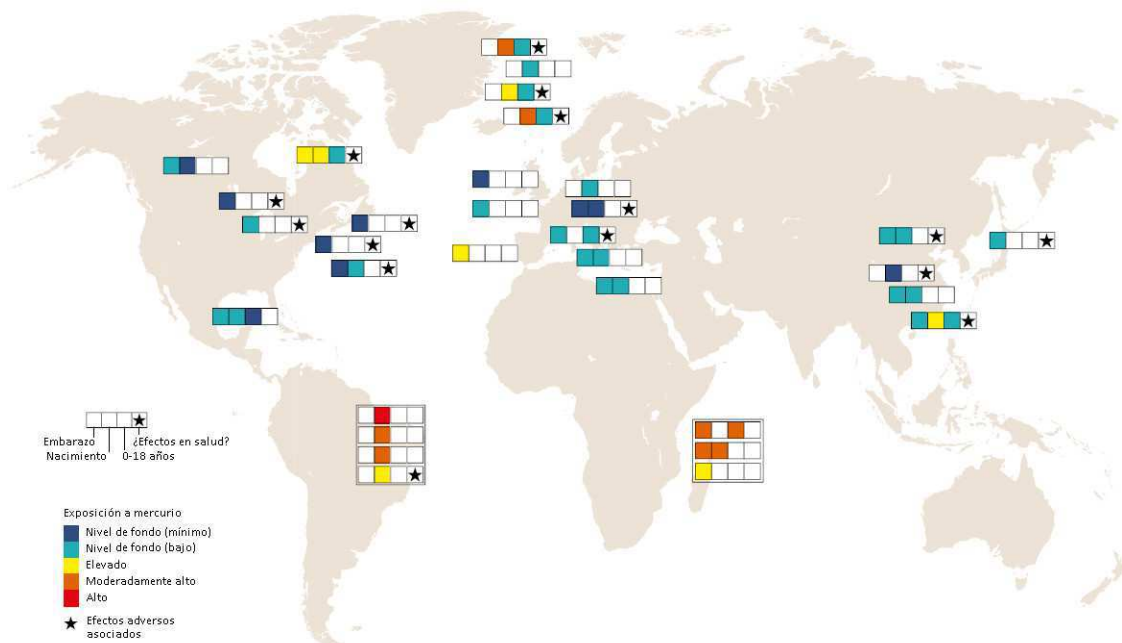 Embarazo ¿Efectos en salud?
Nacimiento 0-18 años
Exposición a mercurio
Nivel de fondo (mínimo)
Nivel de fondo (bajo)
Elevado
Moderadamente alto
Alto
Efectos adversos
asociados